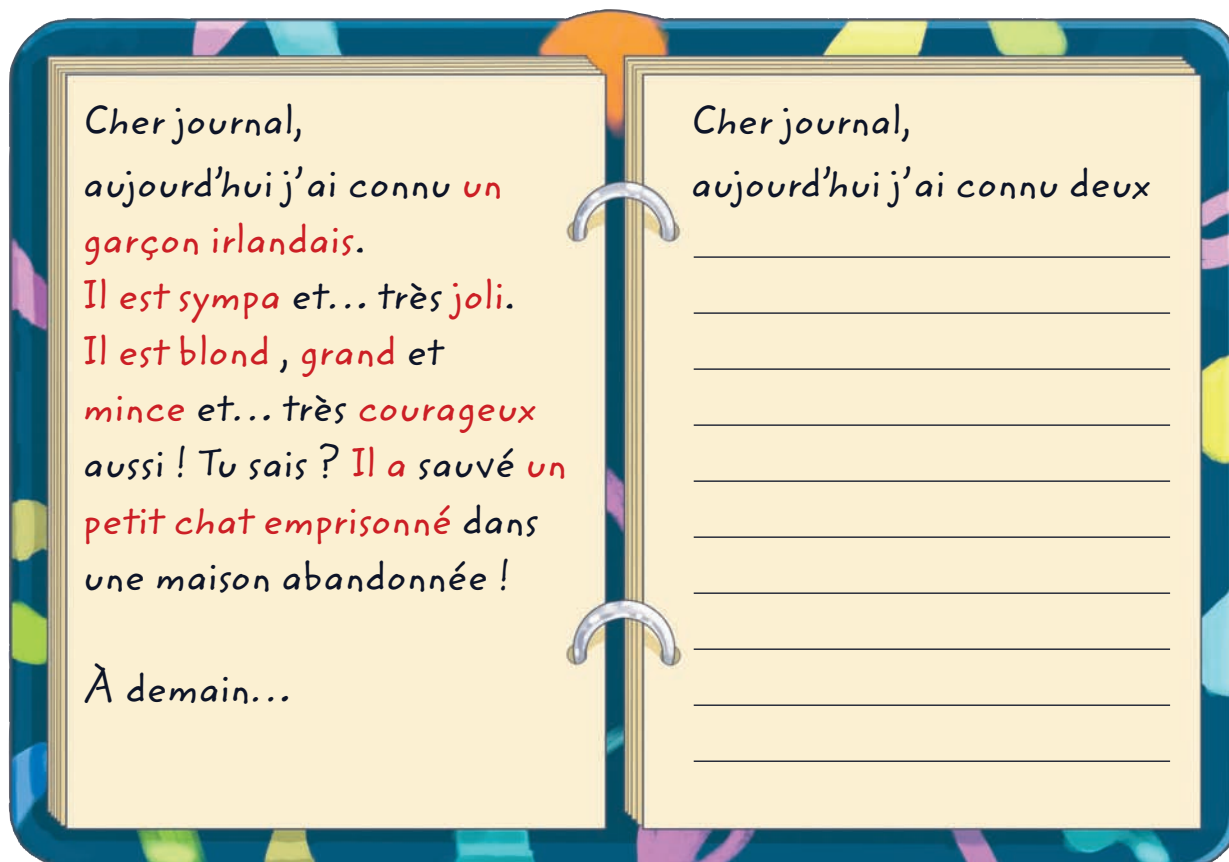 Cher journal,
aujourd'hui j'ai connu un
garçon irlandais.
Il est sympa et... très joli.
Il est blond , grand et
mince et... très courageux
aussi ! Tu sais ? Il a sauvé un
petit chat emprisonné dans
une maison abandonnée !
À demain...
Cher journal,
aujourd'hui j'ai connu deux